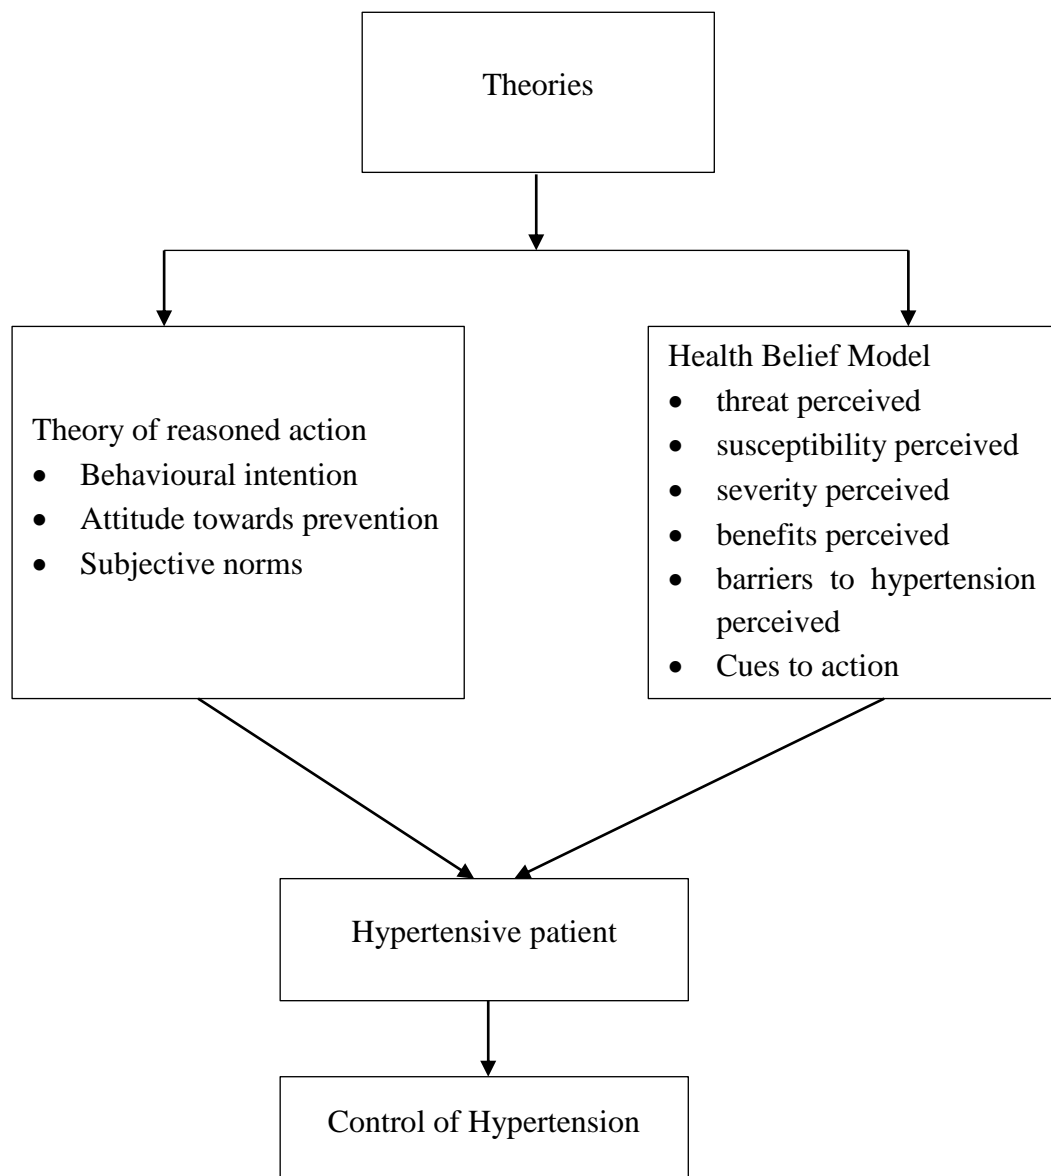 Theories
Theory of reasoned action
• Behavioural intention
• Attitude towards prevention
• Subjective norms
Health Belief Model
• threat perceived
• susceptibility perceived
• severity perceived
• benefits perceived
• barriers to hypertension
perceived
• Cues to action
Hypertensive patient
Control of Hypertension